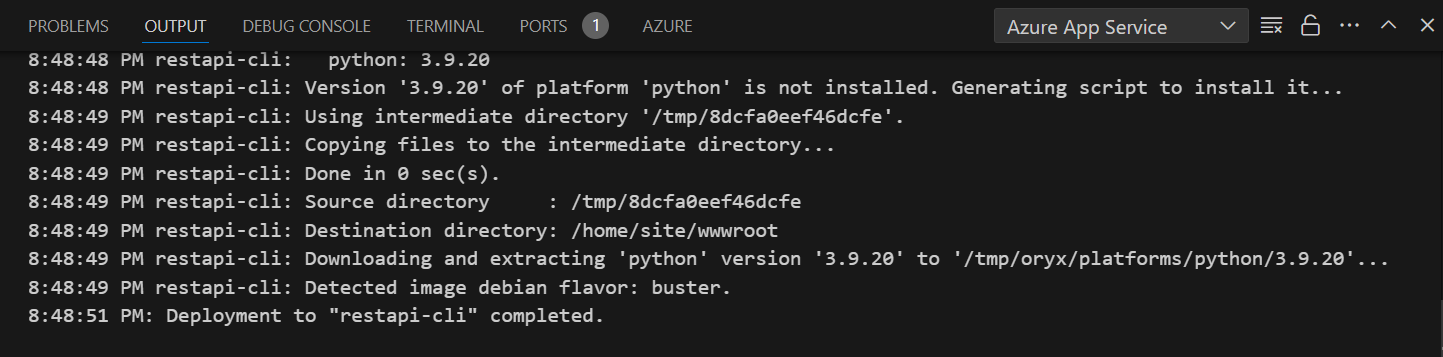 PROBLEMS OUTPUT DEBUG CONSOLE TERMINAL PORTS 1 AZURE Azure App Service
8:48:48 PM restapi-cli:   python: 3.9.20
8:48:48 PM restapi-cli: Version '3.9.20' of platform 'python' is not installed. Generating script to install it...
8:48:49 PM restapi-cli: Using intermediate directory '/tmp/8dcfa0eef46dcfe'.
8:48:49 PM restapi-cli: Copying files to the intermediate directory...
8:48:49 PM restapi-cli: Done in 0 sec(s).
8:48:49 PM restapi-cli: Source directory     : /tmp/8dcfa0eef46dcfe
8:48:49 PM restapi-cli: Destination directory: /home/site/wwwroot
8:48:49 PM restapi-cli: Downloading and extracting 'python' version '3.9.20' to '/tmp/oryx/platforms/python/3.9.20'...
8:48:49 PM restapi-cli: Detected image debian flavor: buster.
8:48:51 PM: Deployment to "restapi-cli" completed.